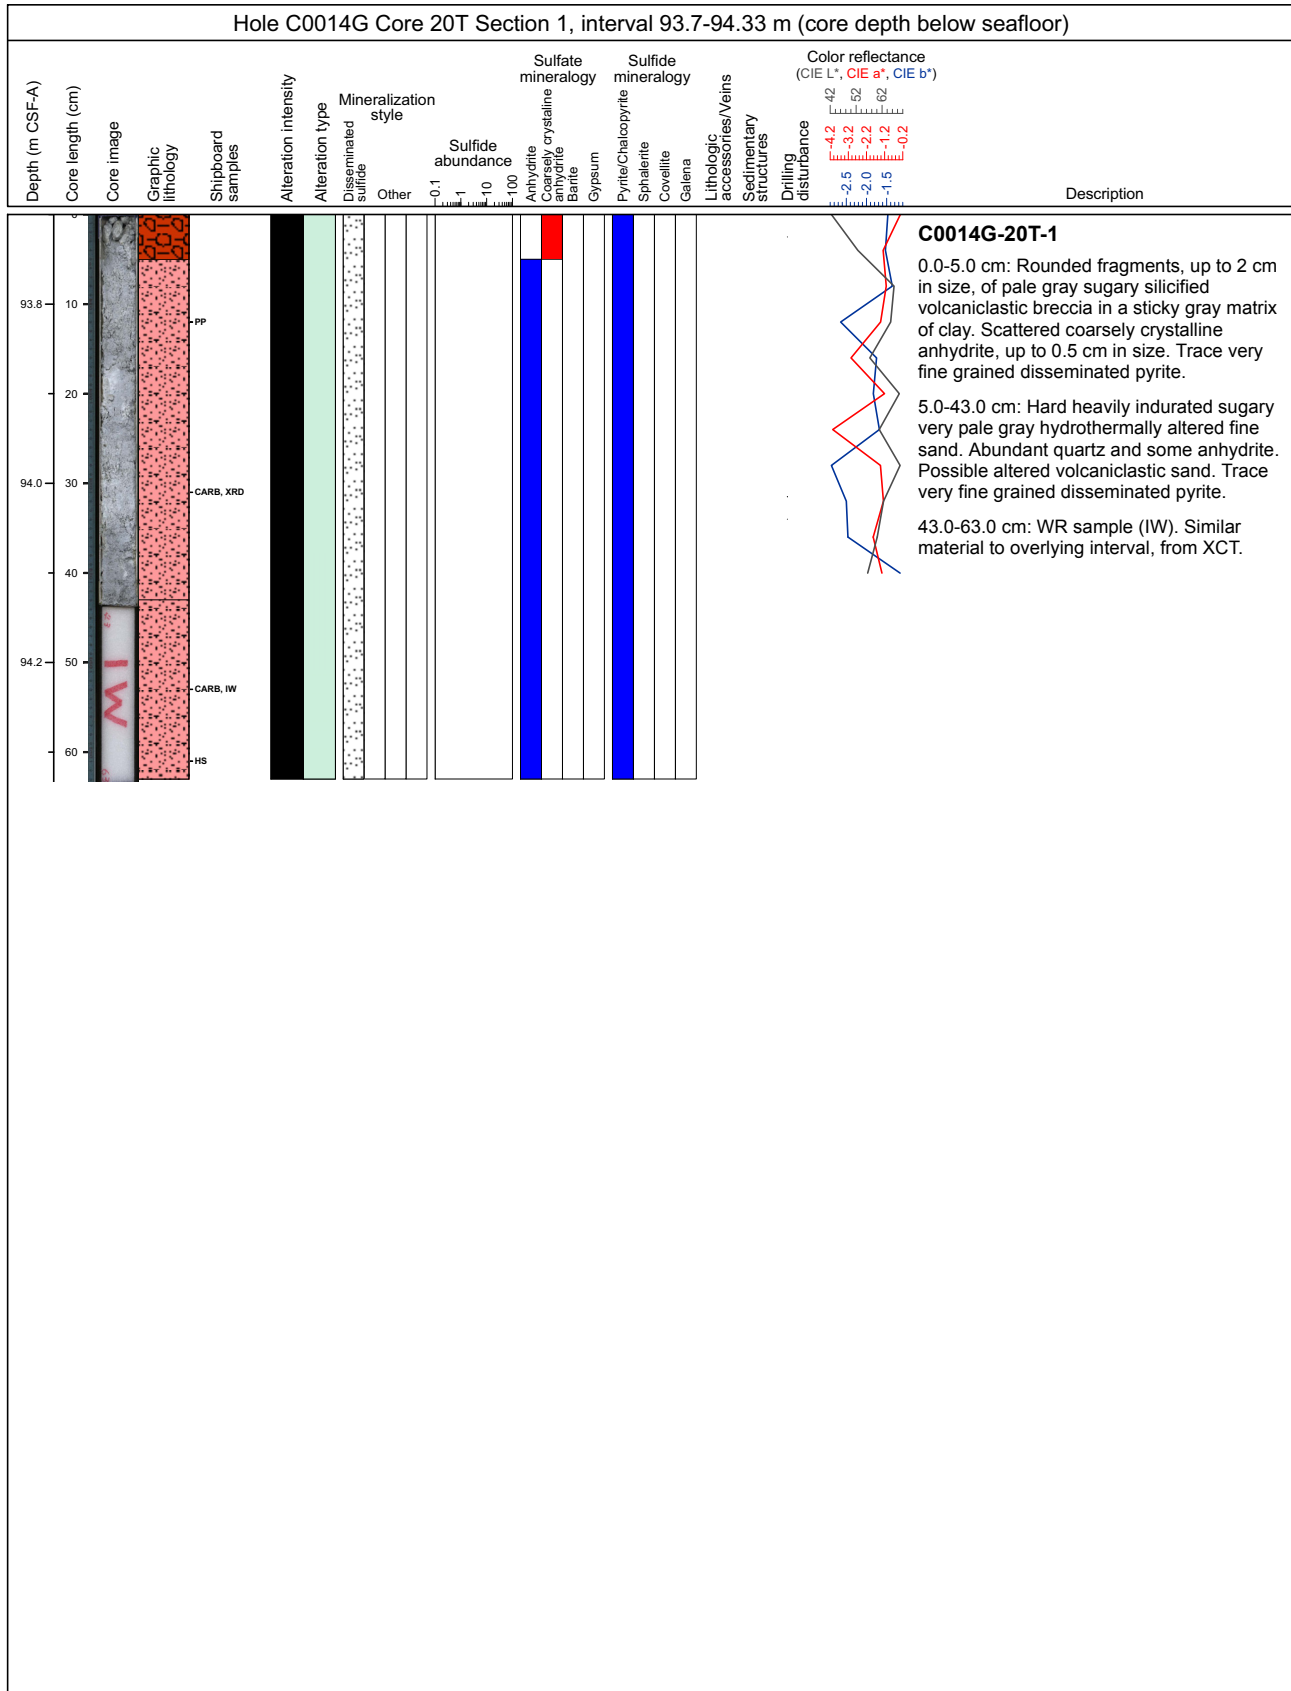 Hole C0014G Core 20T Section 1, interval 93.7-94.33 m (core depth below seafloor)
Depth (m CSF-A)
Core length (cm)
Core image
Graphic
lithology
Shipboard
samples
Alteration intensity
Alteration type
Mineralization
style
Disseminated
sulfide
Other
Sulfide
abundance
0.1
1
10
100
Sulfate
mineralogy
Anhydrite
Coarsely crystalline
anhydrite
Barite
Gypsum
Sulfide
mineralogy
Pyrite/Chalcopyrite
Sphalerite
Covellite
Galena
Lithologic
accessories/Veins
Sedimentary
structures
Drilling
disturbance
Color reflectance
(CIE L*, CIE a*, CIE b*)
42
52
62
-4.2
-3.2
-2.2
-1.2
-0.2
-2.5
-2.0
-1.5
Description
93.8
94.0
94.2
10
20
30
40
50
60
IW
PP
CARB, XRD
CARB, IW
HS
C0014G-20T-1
0.0-5.0 cm: Rounded fragments, up to 2 cm
in size, of pale gray sugary silicified
volcaniclastic breccia in a sticky gray matrix
of clay. Scattered coarsely crystalline
anhydrite, up to 0.5 cm in size. Trace very
fine grained disseminated pyrite.
5.0-43.0 cm: Hard heavily indurated sugary
very pale gray hydrothermally altered fine
sand. Abundant quartz and some anhydrite.
Possible altered volcaniclastic sand. Trace
very fine grained disseminated pyrite.
43.0-63.0 cm: WR sample (IW). Similar
material to overlying interval, from XCT.